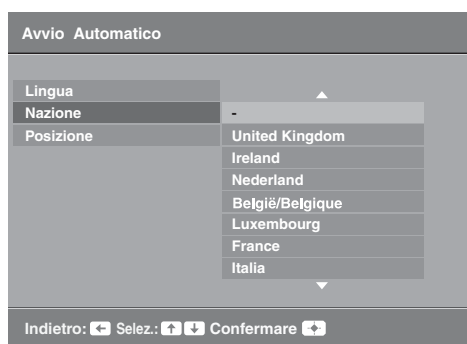 Avvio Automatico
Lingua
Nazione
-
Posizione
United Kingdom
Ireland
Nederland
België/Belgique
Luxembourg
France
Italia
Indietro: Selez.: Confermare